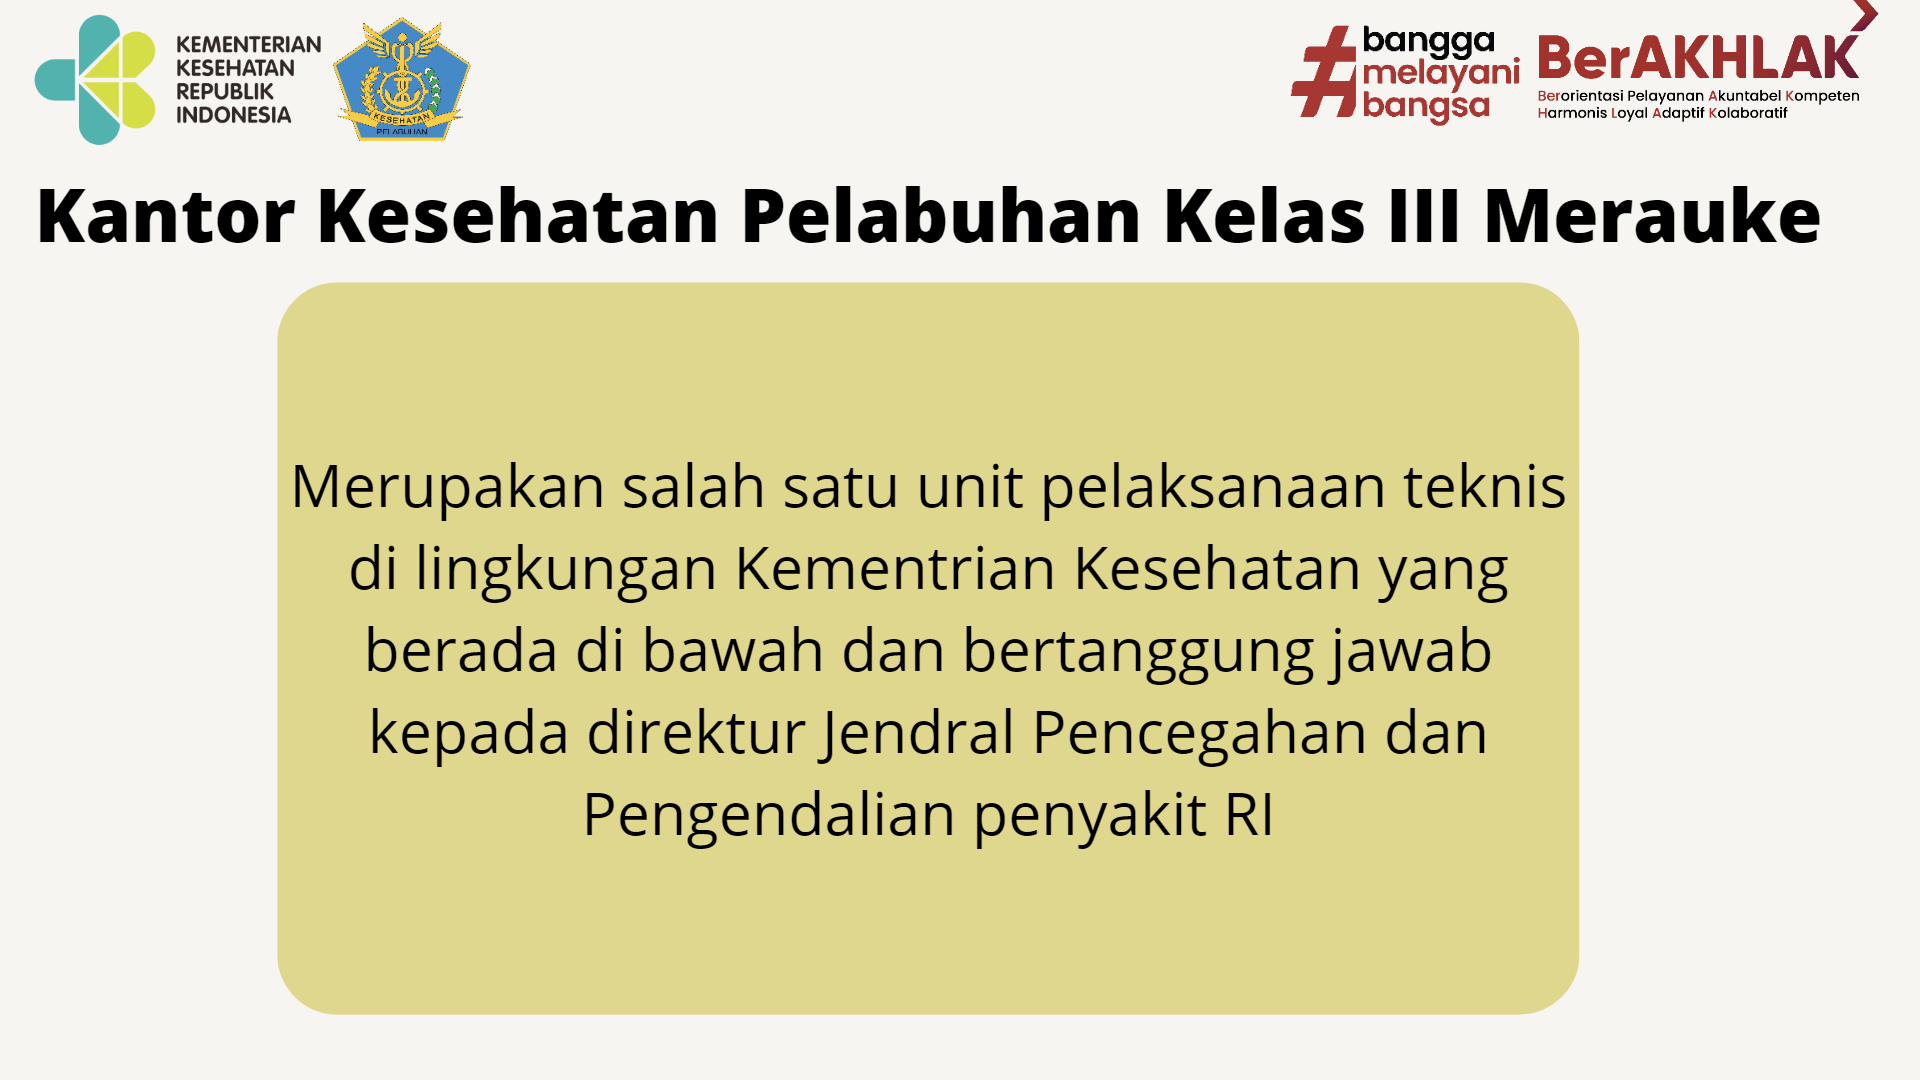 KEMENTERIAN
KESEHATAN
REPUBLIK
INDONESIA
KESEHATAN
PELABUHAN
#bangga
melayani
bangsa
BerAKHLAK
Berorientasi Pelayanan Akuntabel Kompeten
Harmonis Loyal Adaptif Kolaboratif
Kantor Kesehatan Pelabuhan Kelas III Merauke
Merupakan salah satu unit pelaksanaan teknis
di lingkungan Kementrian Kesehatan yang
berada di bawah dan bertanggung jawab
kepada direktur Jendral Pencegahan dan
Pengendalian penyakit RI